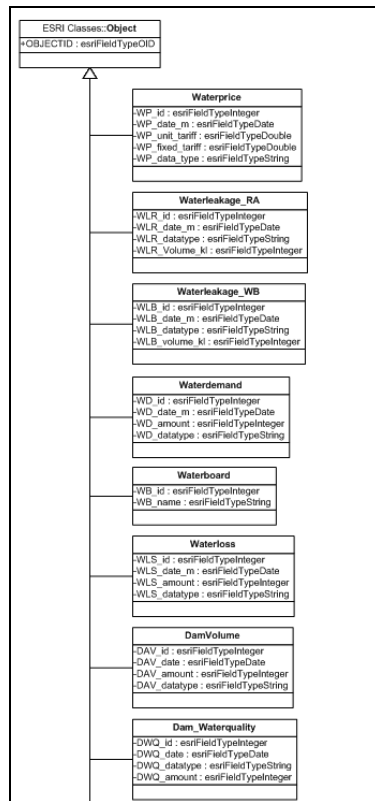 ESRI Classes::Object
+OBJECTID : esriFieldTypeOID
Waterprice
-WP_id : esriFieldTypeInteger
-WP_date_m : esriFieldTypeDate
-WP_unit_tariff : esriFieldTypeDouble
-WP_fixed_tariff : esriFieldTypeDouble
-WP_data_type : esriFieldTypeString
Waterleakage_RA
-WLR_id : esriFieldTypeInteger
-WLR_date_m : esriFieldTypeDate
-WLR_datatype : esriFieldTypeString
-WLR_Volume_kl : esriFieldTypeInteger
Waterleakage_WB
-WLB_id : esriFieldTypeInteger
-WLB_date_m : esriFieldTypeDate
-WLB_datatype : esriFieldTypeString
-WLB_volume_kl : esriFieldTypeInteger
Waterdemand
-WD_id : esriFieldTypeInteger
-WD_date_m : esriFieldTypeDate
-WD_amount : esriFieldTypeInteger
-WD_datatype : esriFieldTypeString
Waterboard
-WB_id : esriFieldTypeInteger
-WB_name : esriFieldTypeString
Waterloss
-WLS_id : esriFieldTypeInteger
-WLS_date_m : esriFieldTypeDate
-WLS_amount : esriFieldTypeInteger
-WLS_datatype : esriFieldTypeString
DamVolume
-DAV_id : esriFieldTypeInteger
-DAV_date : esriFieldTypeDate
-DAV_amount : esriFieldTypeInteger
-DAV_datatype : esriFieldTypeString
Dam_Waterquality
-DWQ_id : esriFieldTypeInteger
-DWQ_date : esriFieldTypeDate
-DWQ_datatype : esriFieldTypeString
-DWQ_amount : esriFieldTypeInteger